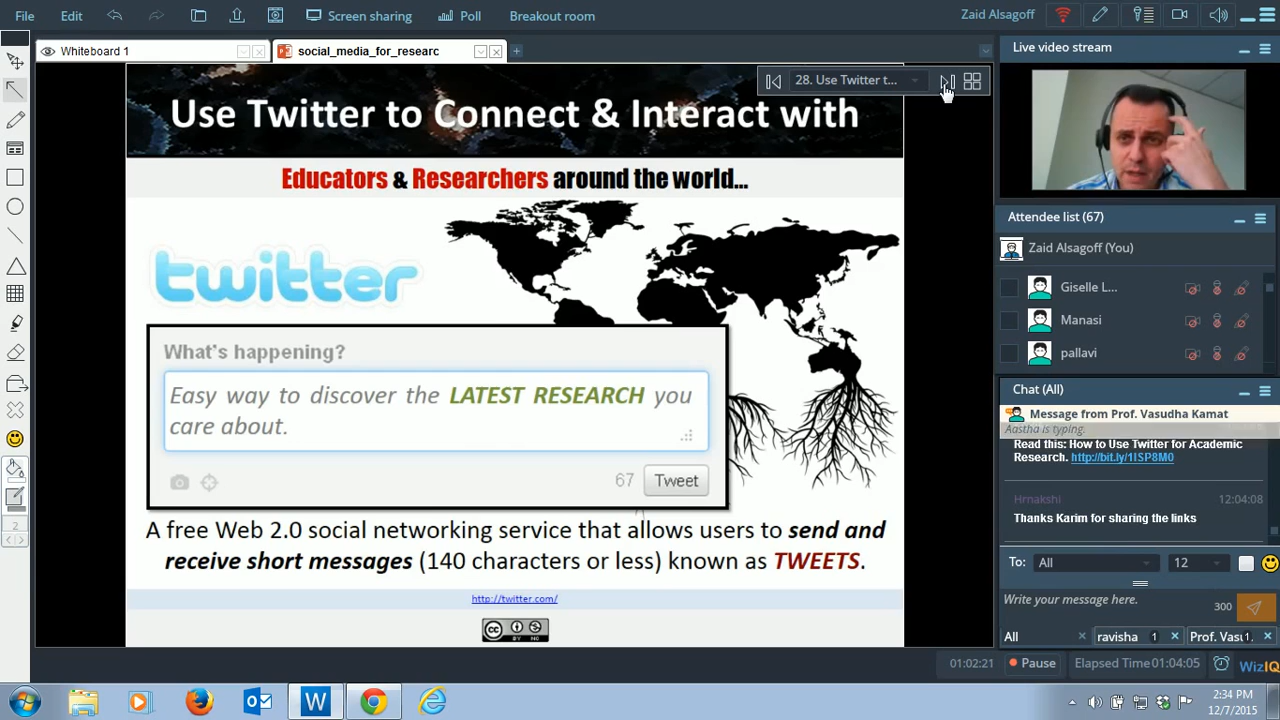 File
Edit
Screen sharing
Poll
Breakout room
Zaid Alsagoff
Whiteboard 1
social_media_for_researc
28. Use Twitter t...
Use Twitter to Connect & Interact with
Educators & Researchers around the world...
twitter
What's happening?
Easy way to discover the LATEST RESEARCH you
care about.
67
Tweet
A free Web 2.0 social networking service that allows users to send and
receive short messages (140 characters or less) known as TWEETS.
http://twitter.com/
cc
BY
2
Live video stream
Attendee list (67)
Zaid Alsagoff (You)
Giselle L...
Manasi
pallavi
Chat (All)
Message from Prof. Vasudha Kamat
Aastha is typing.
Read this: How to Use Twitter for Academic
Research. http://bit.ly/1ISP8M0
Hrnakshi
12:04:08
Thanks Karim for sharing the links
To:
All
12
Write your message here.
300
All
ravisha
1
Prof. Vasu
1
01:02:21
Pause
Elapsed Time
01:04:05
WizIQ
2:34 PM
12/7/2015